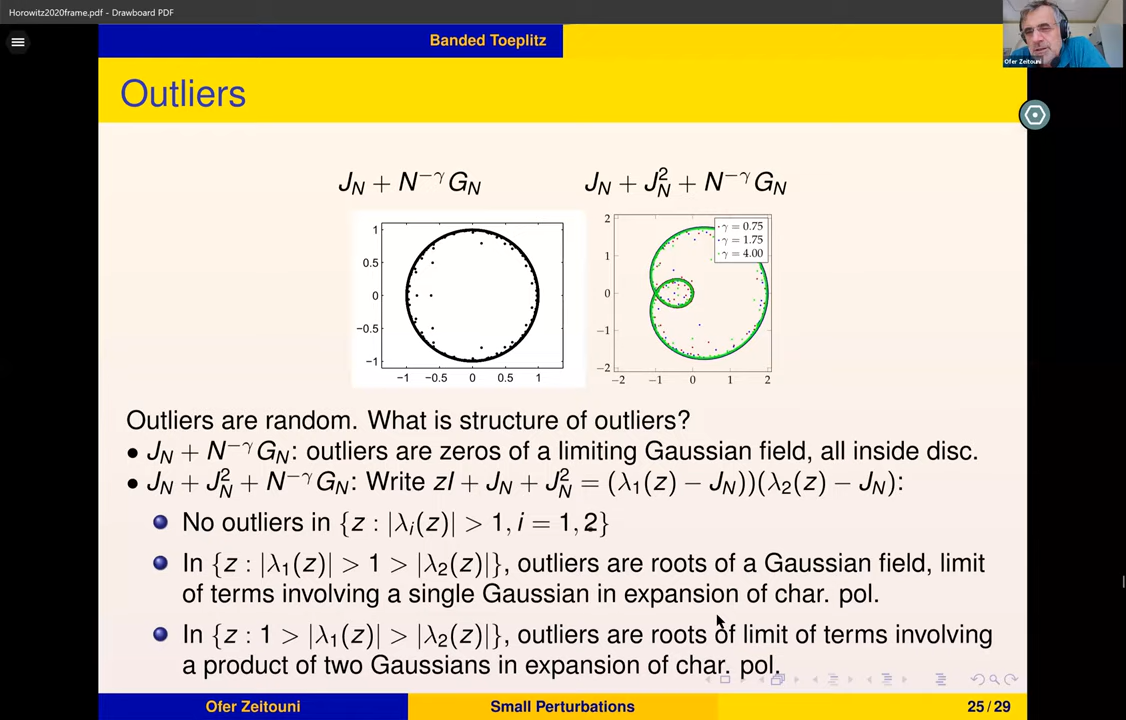 Horowitz2020frame.pdf - Drawboard PDF
Banded Toeplitz
Ofer Zeitouni
Outliers
J_N + N^{−γ} G_N
J_N + J_N^2 + N^{−γ} G_N
1
0.5
0
−0.5
−1
−1 −0.5 0 0.5 1
2
1
0
−1
−2
−2 −1 0 1 2
γ = 0.75
γ = 1.75
γ = 4.00
Outliers are random. What is structure of outliers?
• J_N + N^{−γ} G_N: outliers are zeros of a limiting Gaussian field, all inside disc.
• J_N + J_N^2 + N^{−γ} G_N: Write zI + J_N + J_N^2 = (λ_1(z) − J_N))(λ_2(z) − J_N):
No outliers in {z : |λ_i(z)| > 1, i = 1, 2}
In {z : |λ_1(z)| > 1 > |λ_2(z)|}, outliers are roots of a Gaussian field, limit
of terms involving a single Gaussian in expansion of char. pol.
In {z : 1 > |λ_1(z)| > |λ_2(z)|}, outliers are roots of limit of terms involving
a product of two Gaussians in expansion of char. pol.
Ofer Zeitouni Small Perturbations 25 / 29